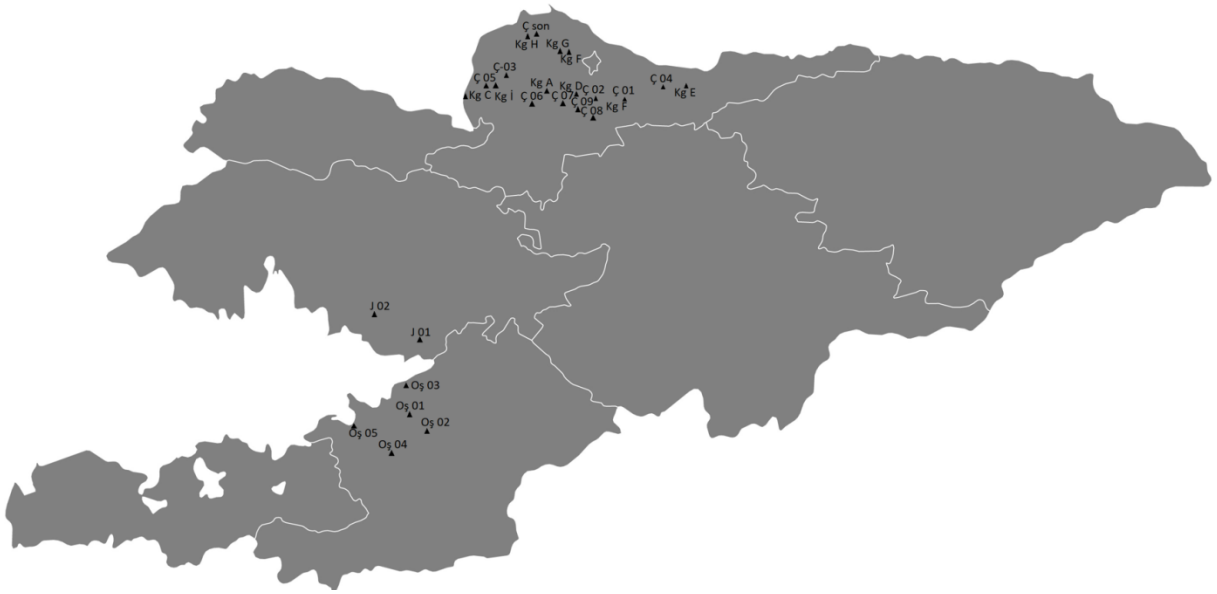 Ç son
Kg H
Kg G
Kg F
Ç-03
Ç 05
Kg C
Kg İ
Kg A
Kg D
Ç 06
Ç 07
Ç 02
Ç 09
Ç 08
Kg F
Ç 01
Ç 04
Kg E
J 02
J 01
Oş 03
Oş 01
Oş 02
Oş 05
Oş 04